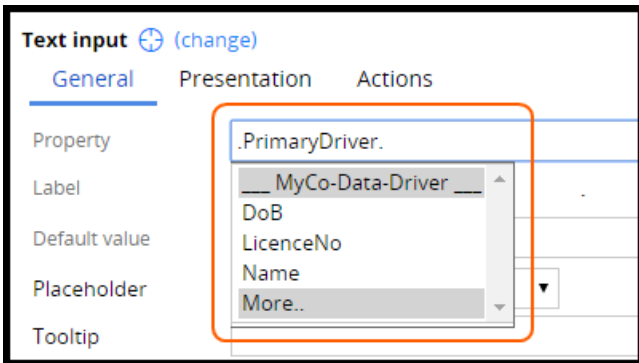 Text input (change)
General Presentation Actions
Property .PrimaryDriver.
Label
___ MyCo-Data-Driver ___
DoB
Default value
LicenceNo
Name
Placeholder
More..
Tooltip